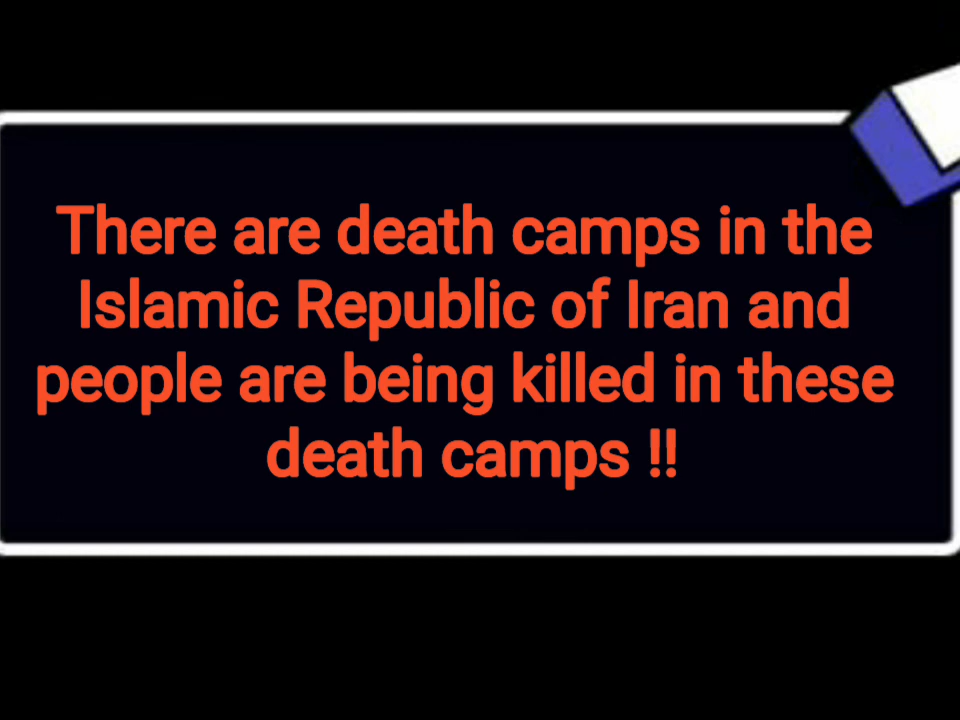 There are death camps in the
Islamic Republic of Iran and
people are being killed in these
death camps !!